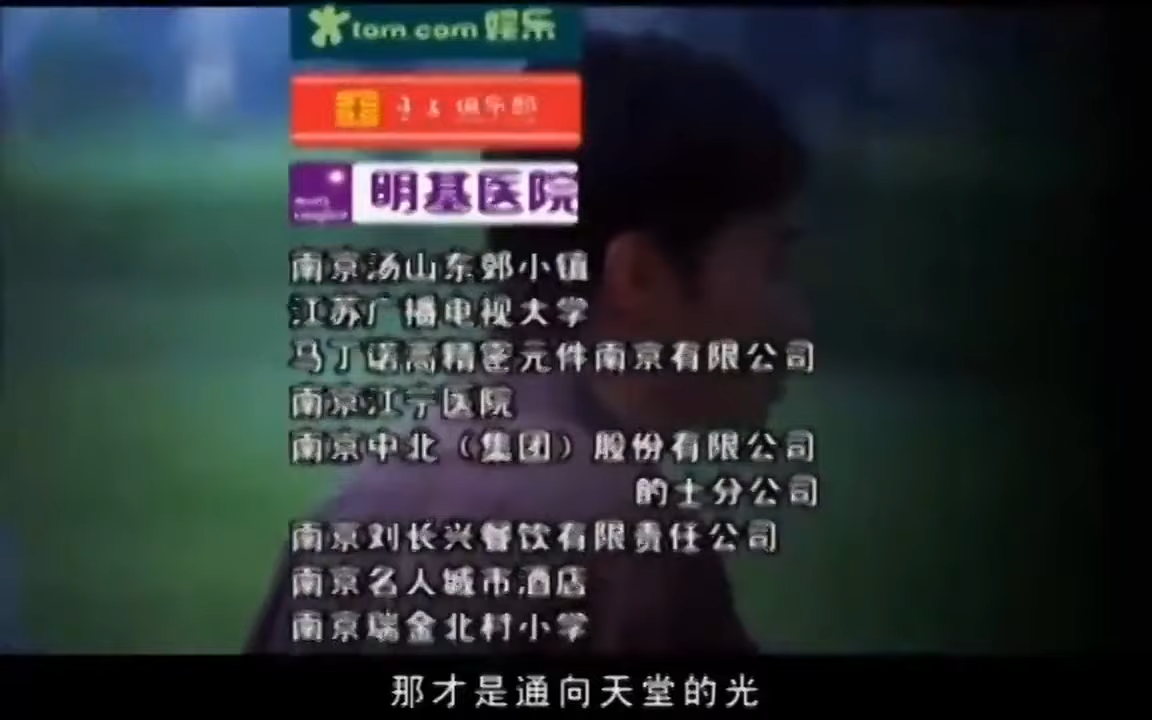 tom.com 娱乐
俱乐部
明基医院
南京汤山东郊小镇
江苏广播电视大学
马丁诺高精密元件南京有限公司
南京江宁医院
南京中北（集团）股份有限公司
的士分公司
南京刘长兴餐饮有限责任公司
南京名人城市酒店
南京瑞金北村小学
那才是通向天堂的光